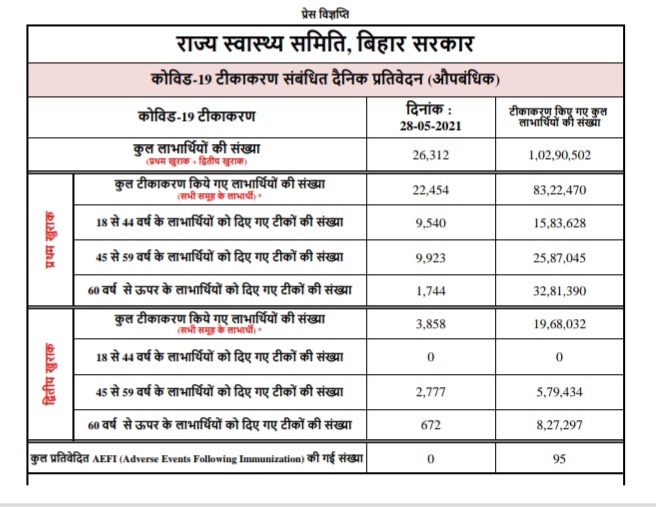 प्रेस विज्ञप्ति
राज्य स्वास्थ्य समिति, बिहार सरकार
कोविड-19 टीकाकरण संबंधित दैनिक प्रतिवेदन (औपबंधिक)
कोविड-19 टीकाकरण
दिनांक :
28-05-2021
टीकाकरण किए गए कुल
लाभार्थियों की संख्या
कुल लाभार्थियों की संख्या
(प्रथम खुराक + द्वितीय खुराक)
26,312
1,02,90,502
प्रथम खुराक
कुल टीकाकरण किये गए लाभार्थियों की संख्या
(सभी समूह के लाभार्थी) *
22,454
83,22,470
18 से 44 वर्ष के लाभार्थियों को दिए गए टीकों की संख्या
9,540
15,83,628
45 से 59 वर्ष के लाभार्थियों को दिए गए टीकों की संख्या
9,923
25,87,045
60 वर्ष से ऊपर के लाभार्थियों को दिए गए टीकों की संख्या
1,744
32,81,390
द्वितीय खुराक
कुल टीकाकरण किये गए लाभार्थियों की संख्या
(सभी समूह के लाभार्थी) *
3,858
19,68,032
18 से 44 वर्ष के लाभार्थियों को दिए गए टीकों की संख्या
0
0
45 से 59 वर्ष के लाभार्थियों को दिए गए टीकों की संख्या
2,777
5,79,434
60 वर्ष से ऊपर के लाभार्थियों को दिए गए टीकों की संख्या
672
8,27,297
कुल प्रतिवेदित AEFI (Adverse Events Following Immunization) की गई संख्या
0
95